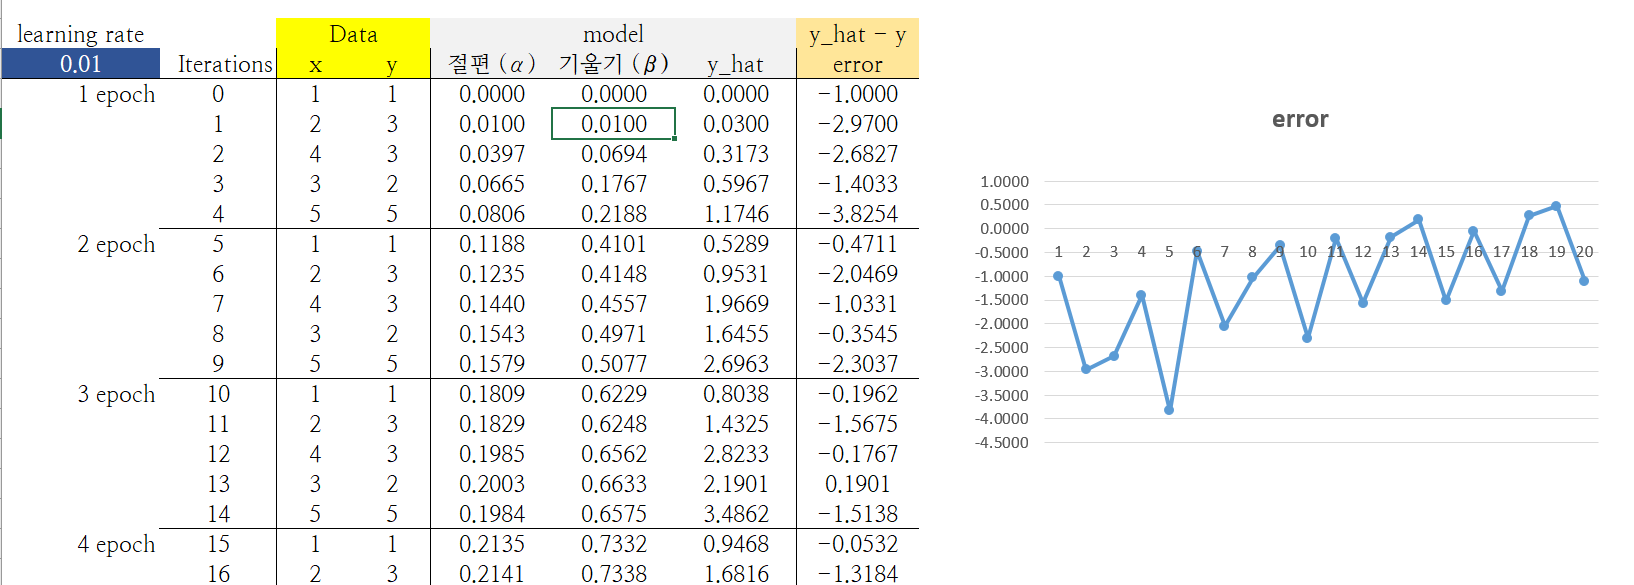 learning rate Data model y_hat - y
0.01 Iterations x y 절편 (α) 기울기 (β) y_hat error
1 epoch 0 1 1 0.0000 0.0000 0.0000 -1.0000
1 2 3 0.0100 0.0100 0.0300 -2.9700
2 4 3 0.0397 0.0694 0.3173 -2.6827
3 3 2 0.0665 0.1767 0.5967 -1.4033
4 5 5 0.0806 0.2188 1.1746 -3.8254
2 epoch 5 1 1 0.1188 0.4101 0.5289 -0.4711
6 2 3 0.1235 0.4148 0.9531 -2.0469
7 4 3 0.1440 0.4557 1.9669 -1.0331
8 3 2 0.1543 0.4971 1.6455 -0.3545
9 5 5 0.1579 0.5077 2.6963 -2.3037
3 epoch 10 1 1 0.1809 0.6229 0.8038 -0.1962
11 2 3 0.1829 0.6248 1.4325 -1.5675
12 4 3 0.1985 0.6562 2.8233 -0.1767
13 3 2 0.2003 0.6633 2.1901 0.1901
14 5 5 0.1984 0.6575 3.4862 -1.5138
4 epoch 15 1 1 0.2135 0.7332 0.9468 -0.0532
16 2 3 0.2141 0.7338 1.6816 -1.3184
error
1.0000
0.5000
0.0000
-0.5000
1 2 3 4 5 6 7 8 9 10 11 12 13 14 15 16 17 18 19 20
-1.0000
-1.5000
-2.0000
-2.5000
-3.0000
-3.5000
-4.0000
-4.5000